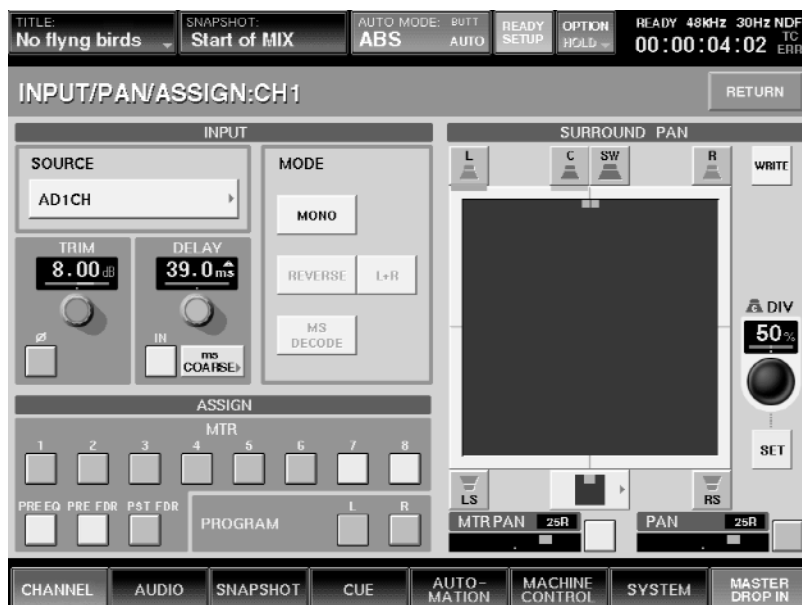 TITLE:
No flyng birds
SNAPSHOT:
Start of MIX
AUTO MODE: BUTT
ABS AUTO
READY
SETUP
OPTION
HOLD
READY 48kHz 30Hz NDF
00:00:04:02 TC
ERR
INPUT/PAN/ASSIGN:CH1
RETURN
INPUT
SOURCE
AD1CH
MODE
MONO
REVERSE L+R
MS
DECODE
TRIM
8.00dB
ø
DELAY
39.0ms
IN
ms
COARSE
ASSIGN
MTR
1 2 3 4 5 6 7 8
PRE EQ PRE FDR PST FDR
PROGRAM
L R
SURROUND PAN
L C SW R
WRITE
C DIV
50%
SET
LS RS
MTR PAN 25R
PAN 25R
CHANNEL
AUDIO
SNAPSHOT
CUE
AUTO-
MATION
MACHINE
CONTROL
SYSTEM
MASTER
DROP IN